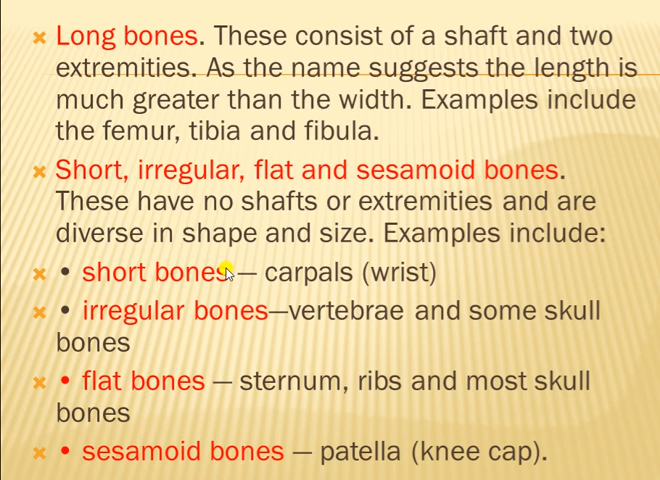 Long bones. These consist of a shaft and two
extremities. As the name suggests the length is
much greater than the width. Examples include
the femur, tibia and fibula.
Short, irregular, flat and sesamoid bones.
These have no shafts or extremities and are
diverse in shape and size. Examples include:
• short bones — carpals (wrist)
• irregular bones—vertebrae and some skull
bones
• flat bones — sternum, ribs and most skull
bones
• sesamoid bones — patella (knee cap).